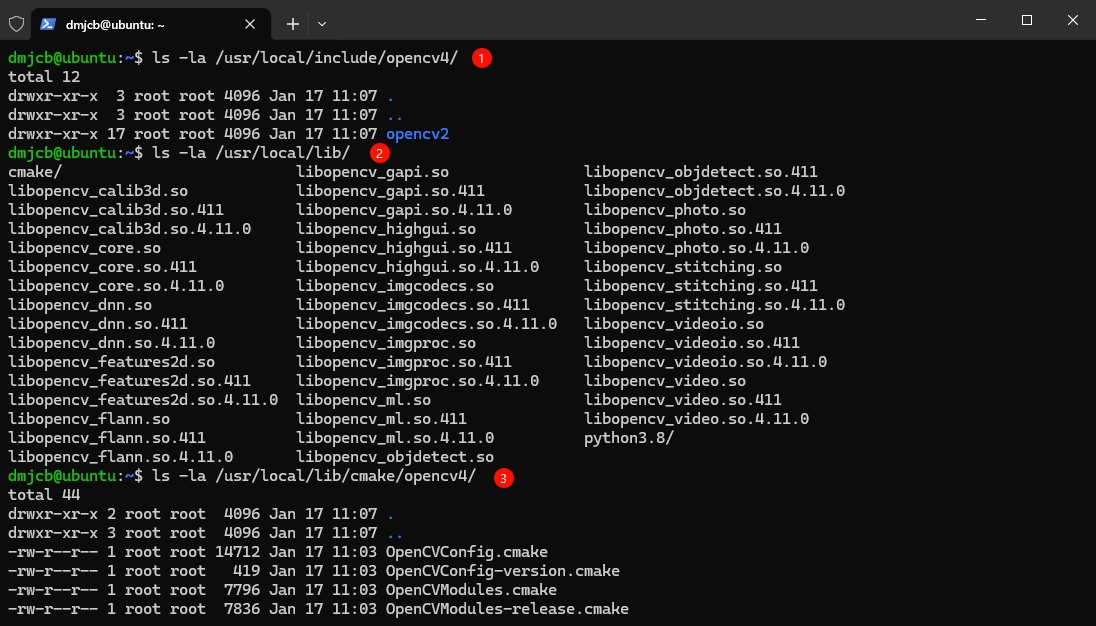 dmjcb@ubuntu: ~
dmjcb@ubuntu:~$ ls -la /usr/local/include/opencv4/ 1
total 12
drwxr-xr-x  3 root root 4096 Jan 17 11:07 .
drwxr-xr-x  3 root root 4096 Jan 17 11:07 ..
drwxr-xr-x 17 root root 4096 Jan 17 11:07 opencv2
dmjcb@ubuntu:~$ ls -la /usr/local/lib/ 2
cmake/                          libopencv_gapi.so               libopencv_objdetect.so.411
libopencv_calib3d.so            libopencv_gapi.so.411           libopencv_objdetect.so.4.11.0
libopencv_calib3d.so.411        libopencv_gapi.so.4.11.0        libopencv_photo.so
libopencv_calib3d.so.4.11.0     libopencv_highgui.so            libopencv_photo.so.411
libopencv_core.so               libopencv_highgui.so.411        libopencv_photo.so.4.11.0
libopencv_core.so.411           libopencv_highgui.so.4.11.0     libopencv_stitching.so
libopencv_core.so.4.11.0        libopencv_imgcodecs.so          libopencv_stitching.so.411
libopencv_dnn.so                libopencv_imgcodecs.so.411      libopencv_stitching.so.4.11.0
libopencv_dnn.so.411            libopencv_imgcodecs.so.4.11.0   libopencv_videoio.so
libopencv_dnn.so.4.11.0         libopencv_imgproc.so            libopencv_videoio.so.411
libopencv_features2d.so         libopencv_imgproc.so.411        libopencv_videoio.so.4.11.0
libopencv_features2d.so.411     libopencv_imgproc.so.4.11.0     libopencv_video.so
libopencv_features2d.so.4.11.0  libopencv_ml.so                 libopencv_video.so.411
libopencv_flann.so              libopencv_ml.so.411             libopencv_video.so.4.11.0
libopencv_flann.so.411          libopencv_ml.so.4.11.0          python3.8/
libopencv_flann.so.4.11.0       libopencv_objdetect.so
dmjcb@ubuntu:~$ ls -la /usr/local/lib/cmake/opencv4/ 3
total 44
drwxr-xr-x 2 root root  4096 Jan 17 11:07 .
drwxr-xr-x 3 root root  4096 Jan 17 11:07 ..
-rw-r--r-- 1 root root 14712 Jan 17 11:03 OpenCVConfig.cmake
-rw-r--r-- 1 root root   419 Jan 17 11:03 OpenCVConfig-version.cmake
-rw-r--r-- 1 root root  7796 Jan 17 11:03 OpenCVModules.cmake
-rw-r--r-- 1 root root  7836 Jan 17 11:03 OpenCVModules-release.cmake